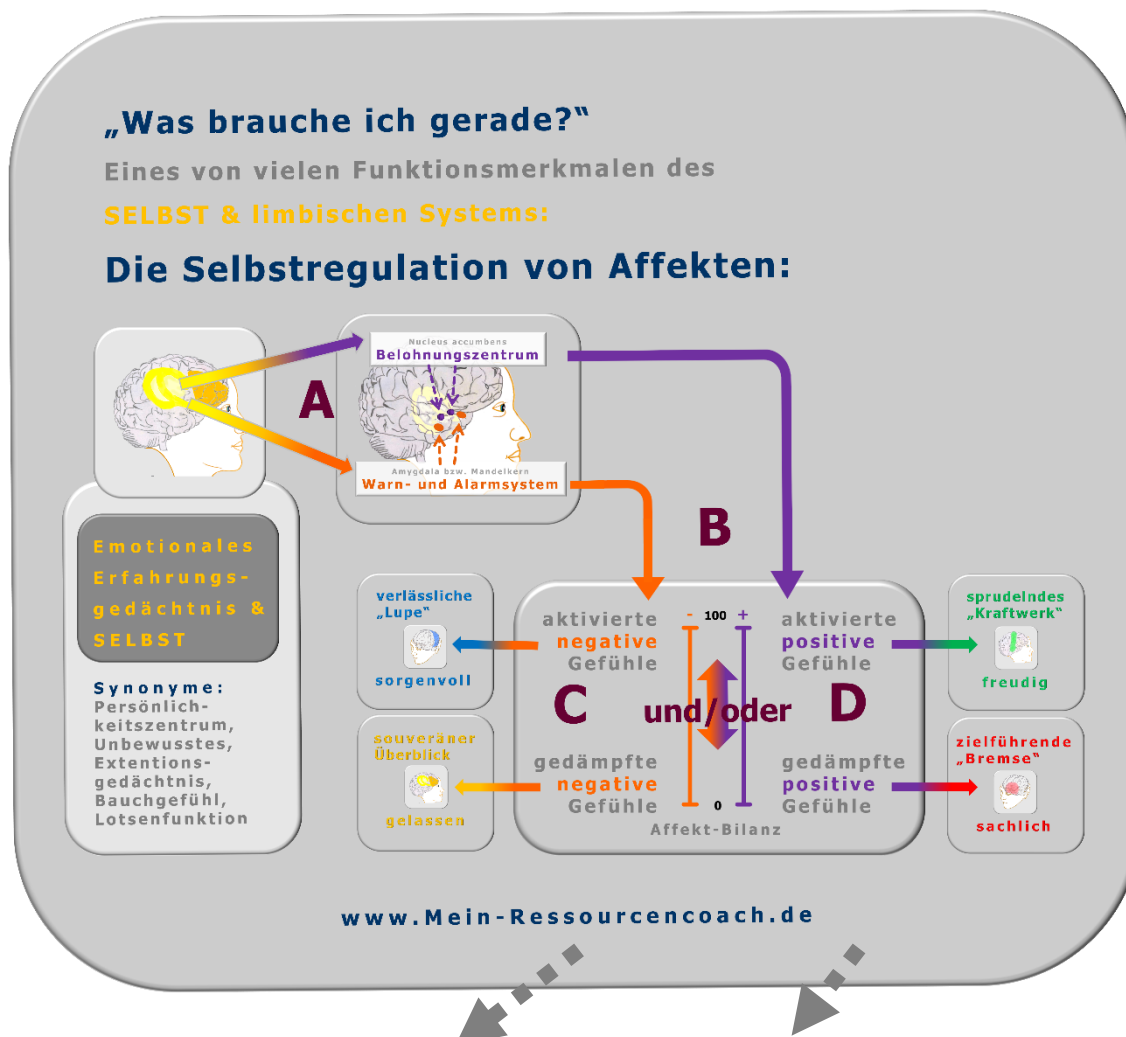 „Was brauche ich gerade?“
Eines von vielen Funktionsmerkmalen des
SELBST & limbischen Systems:
Die Selbstregulation von Affekten:
Nucleus accumbens
Belohnungszentrum
A
Amygdala bzw. Mandelkern
Warn- und Alarmsystem
B
Emotionales
Erfahrungs-
gedächtnis &
SELBST
Synonyme:
Persönlich-
keitszentrum,
Unbewusstes,
Extentions-
gedächtnis,
Bauchgefühl,
Lotsenfunktion
verlässliche
„Lupe“
sorgenvoll
souveräner
Überblick
gelassen
aktivierte
negative
Gefühle
- 100 +
aktivierte
positive
Gefühle
C und/oder D
gedämpfte
negative
Gefühle
0
gedämpfte
positive
Gefühle
Affekt-Bilanz
sprudelndes
„Kraftwerk“
freudig
zielführende
„Bremse“
sachlich
www.Mein-Ressourcencoach.de